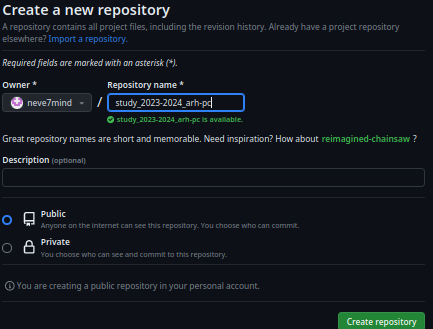 Create a new repository
A repository contains all project files, including the revision history. Already have a project repository
elsewhere? Import a repository.
Required fields are marked with an asterisk (*).
Owner * Repository name *
neve7mind / study_2023-2024_arh-pc
study_2023-2024_arh-pc is available.
Great repository names are short and memorable. Need inspiration? How about reimagined-chainsaw ?
Description (optional)
Public
Anyone on the internet can see this repository. You choose who can commit.
Private
You choose who can see and commit to this repository.
You are creating a public repository in your personal account.
Create repository